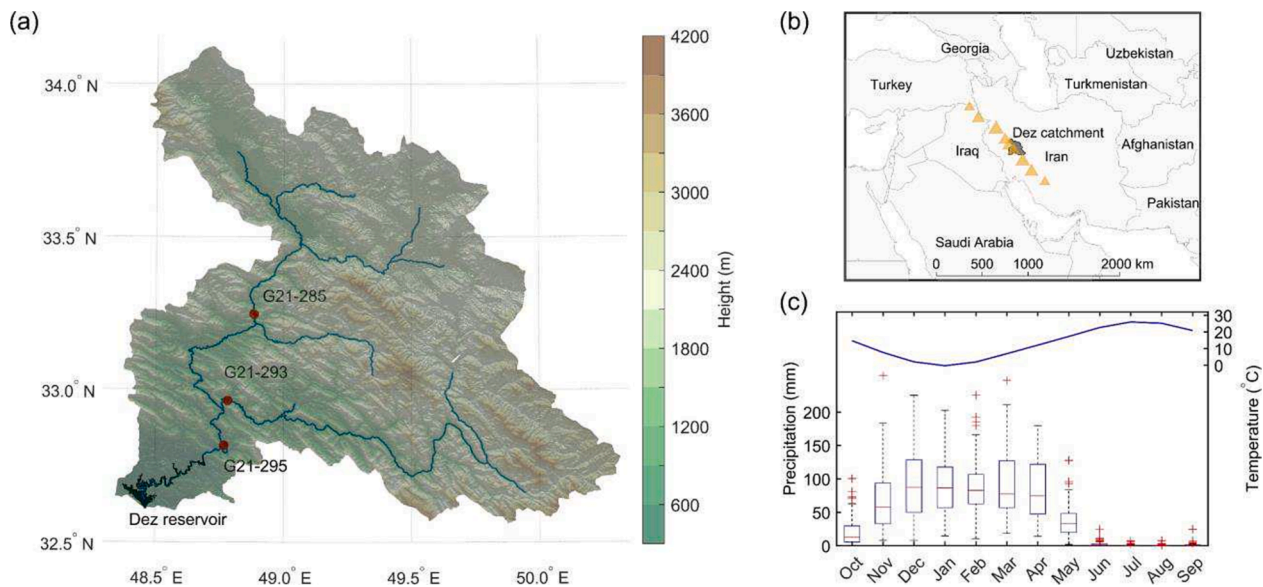 (a)
34.0° N
33.5° N
33.0° N
32.5° N
48.5° E
49.0° E
49.5° E
50.0° E
G21-285
G21-293
G21-295
Dez reservoir
4200
3600
3000
2400
1800
1200
600
Height (m)
(b)
Georgia
Uzbekistan
Turkey
Turkmenistan
Dez catchment
Afghanistan
Iraq
Iran
Pakistan
Saudi Arabia
0 500 1000 2000 km
(c)
30
20
10
0
Temperature (°C)
200
150
100
50
0
Precipitation (mm)
Oct Nov Dec Jan Feb Mar Apr May Jun Jul Aug Sep